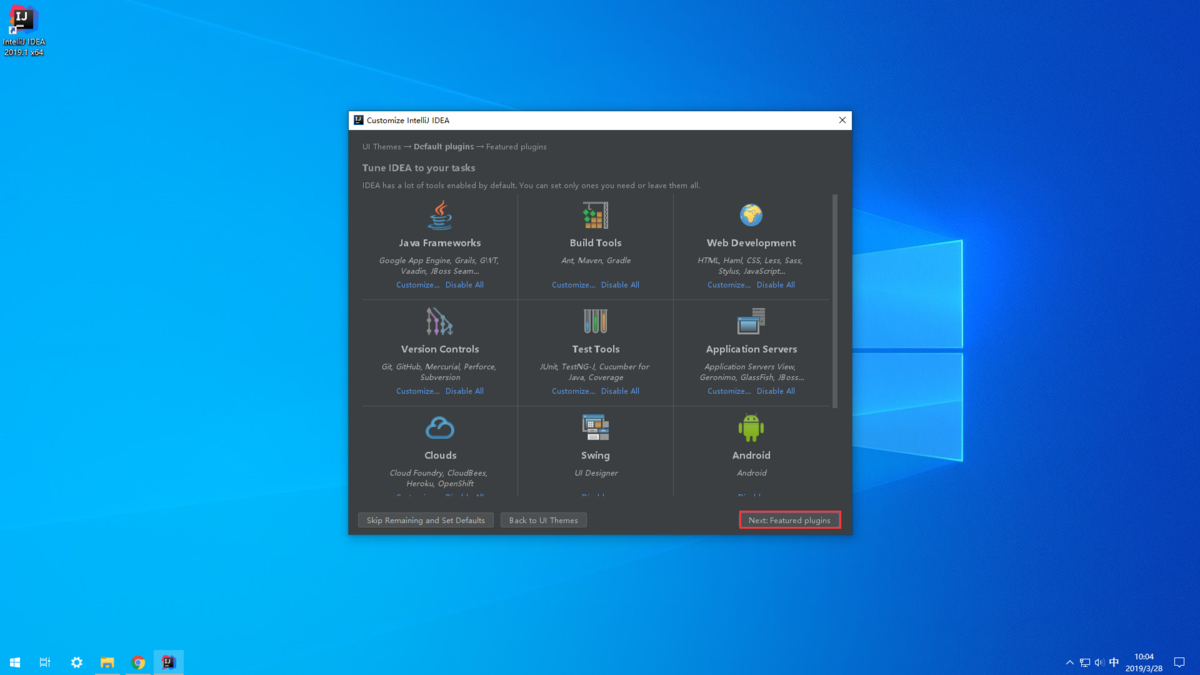 IJ
IntelliJ IDEA
2019.1 x64
Customize IntelliJ IDEA
UI Themes → Default plugins → Featured plugins
Tune IDEA to your tasks
IDEA has a lot of tools enabled by default. You can set only ones you need or leave them all.
Java Frameworks
Google App Engine, Grails, GWT,
Vaadin, JBoss Seam...
Customize... Disable All
Build Tools
Ant, Maven, Gradle
Customize... Disable All
Web Development
HTML, Haml, CSS, Less, Sass,
Stylus, JavaScript...
Customize... Disable All
Version Controls
Git, GitHub, Mercurial, Perforce,
Subversion
Customize... Disable All
Test Tools
JUnit, TestNG-J, Cucumber for
Java, Coverage
Customize... Disable All
Application Servers
Application Servers View,
Geronimo, GlassFish, JBoss...
Customize... Disable All
Clouds
Cloud Foundry, CloudBees,
Heroku, OpenShift
Swing
UI Designer
Android
Android
Skip Remaining and Set Defaults
Back to UI Themes
Next: Featured plugins
中
10:04
2019/3/28